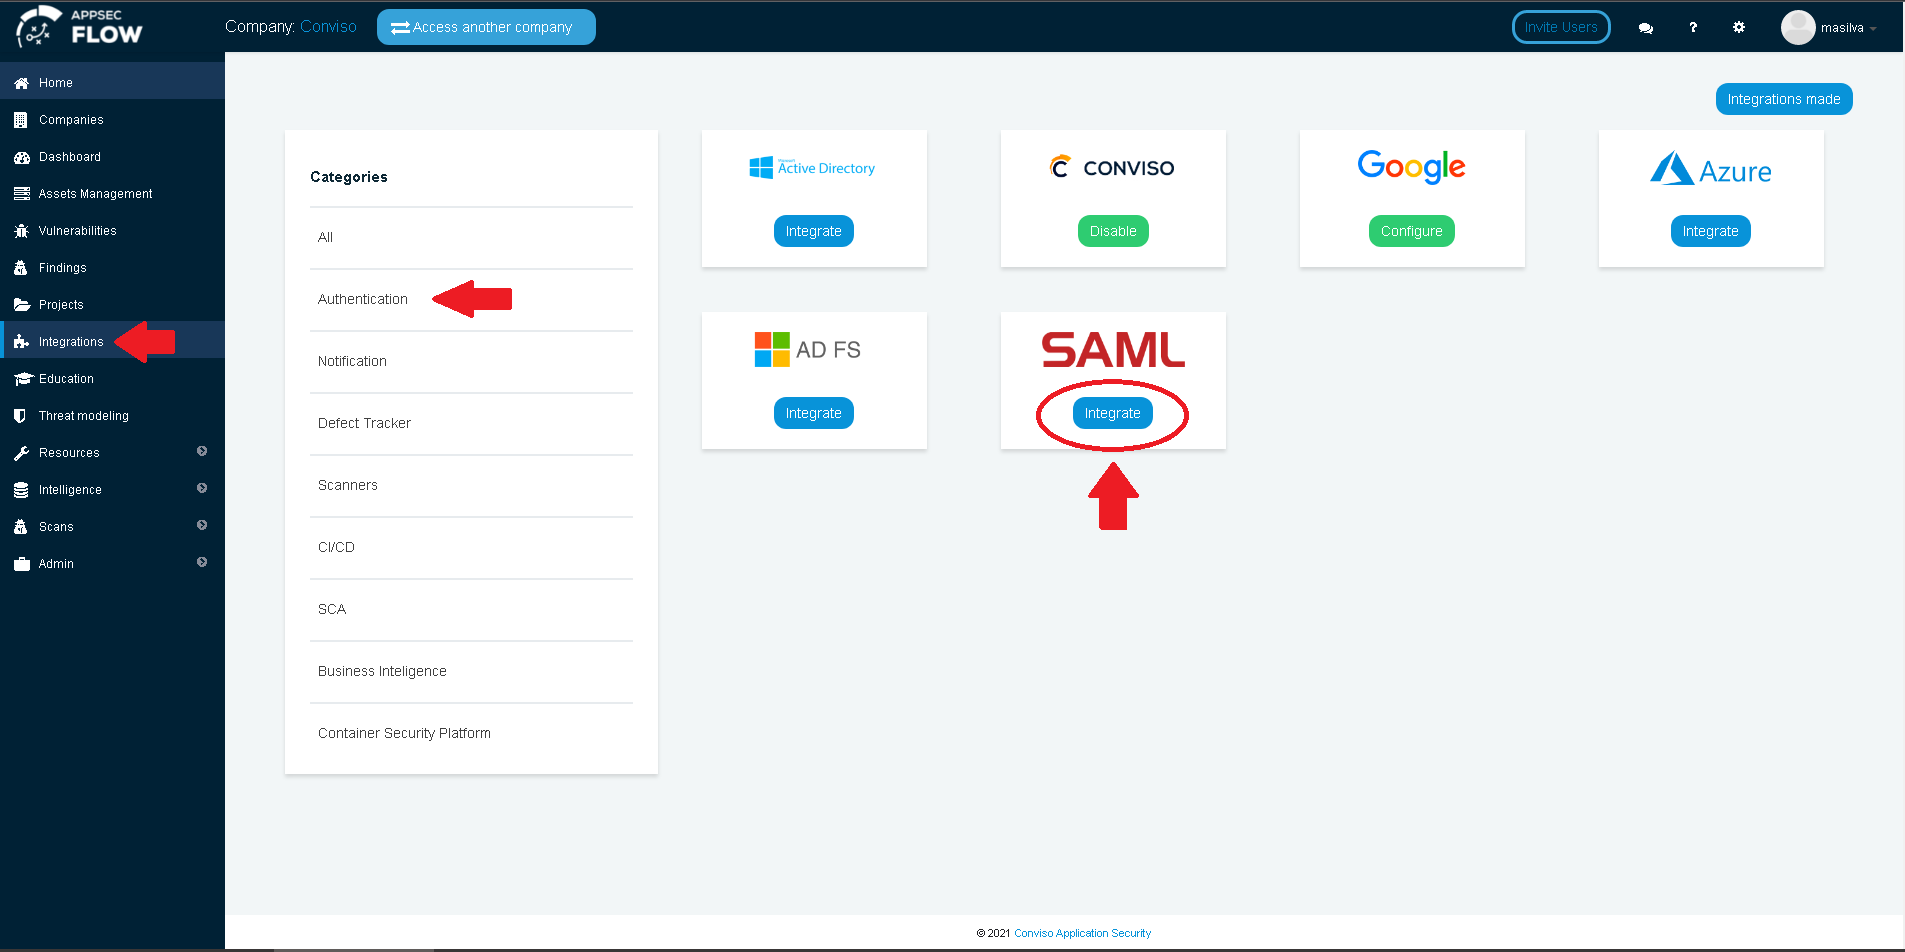 APPSEC
FLOW
Company: Conviso
Access another company
Invite Users
?
masilva
Home
Companies
Dashboard
Assets Management
Vulnerabilities
Findings
Projects
Integrations
Education
Threat modeling
Resources
Intelligence
Scans
Admin
Integrations made
Categories
All
Authentication
Notification
Defect Tracker
Scanners
CI/CD
SCA
Business Inteligence
Container Security Platform
Microsoft
Active Directory
Integrate
CONVISO
Disable
Google
Configure
Azure
Integrate
AD FS
Integrate
SAML
Integrate
© 2021 Conviso Application Security